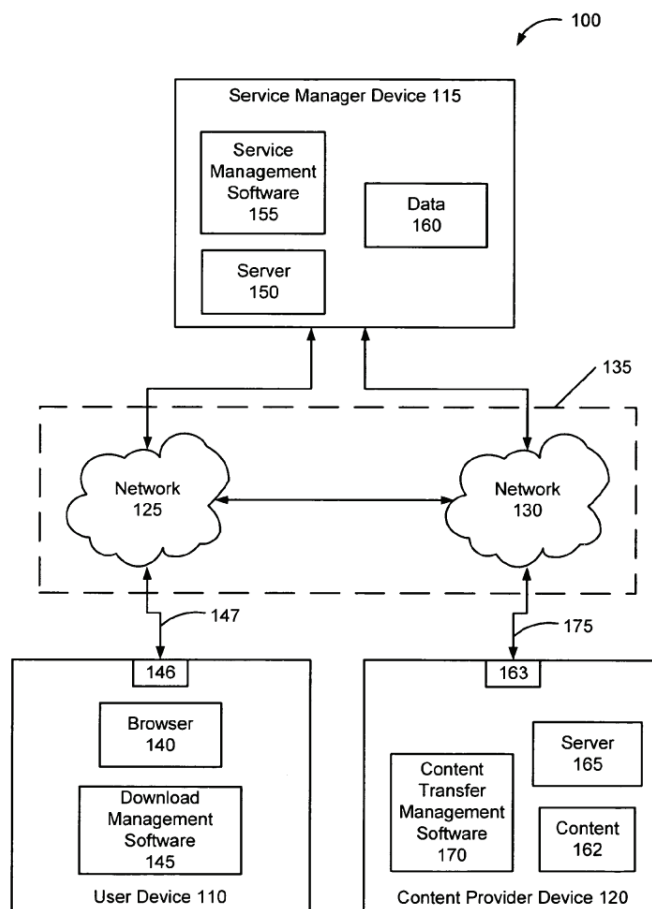 100
Service Manager Device 115
Service
Management
Software
155
Data
160
Server
150
135
Network
125
Network
130
147
175
146
163
Browser
140
Download
Management
Software
145
User Device 110
Server
165
Content
Transfer
Management
Software
170
Content
162
Content Provider Device 120